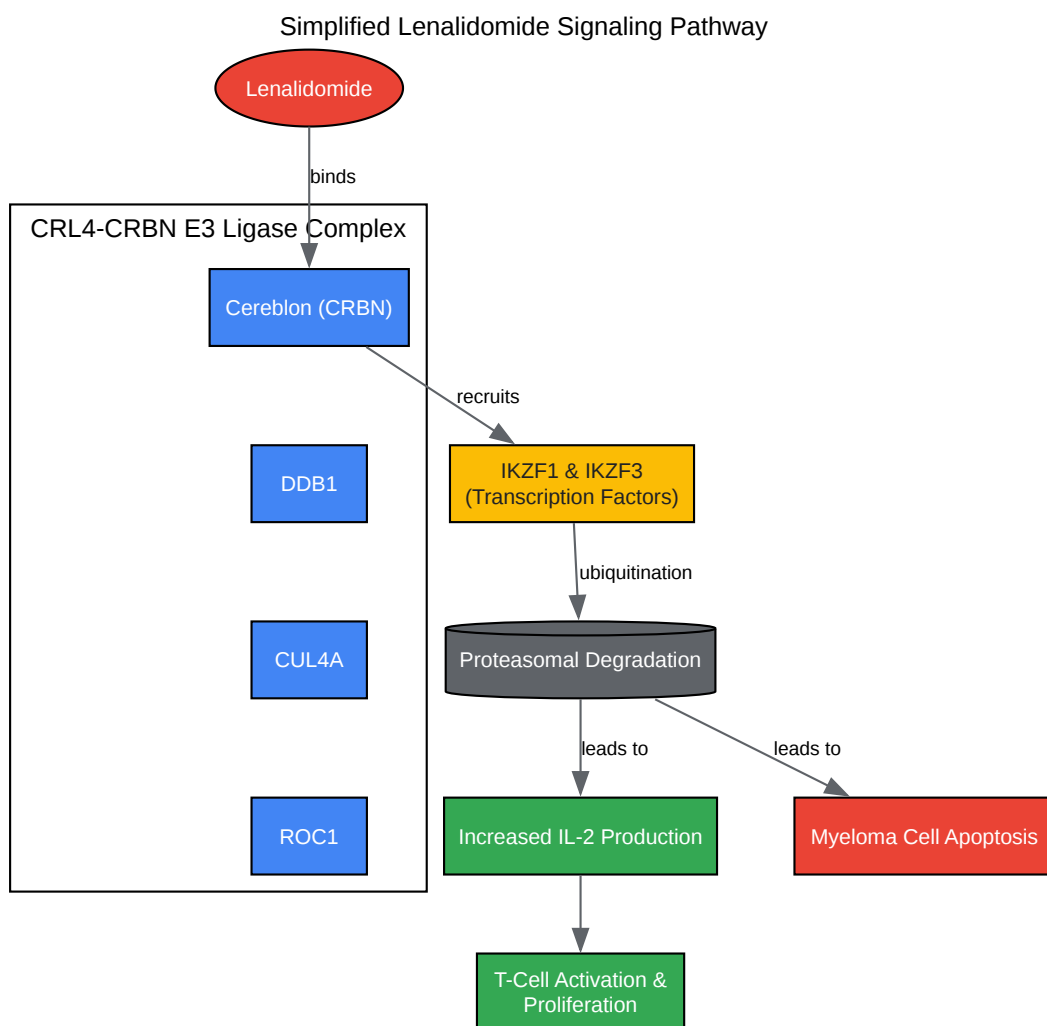 Simplified Lenalidomide Signaling Pathway
Lenalidomide
binds
CRL4-CRBN E3 Ligase Complex
Cereblon (CRBN)
recruits
DDB1
IKZF1 & IKZF3
(Transcription Factors)
ubiquitination
CUL4A
Proteasomal Degradation
leads to
leads to
ROC1
Increased IL-2 Production
Myeloma Cell Apoptosis
T-Cell Activation &
Proliferation